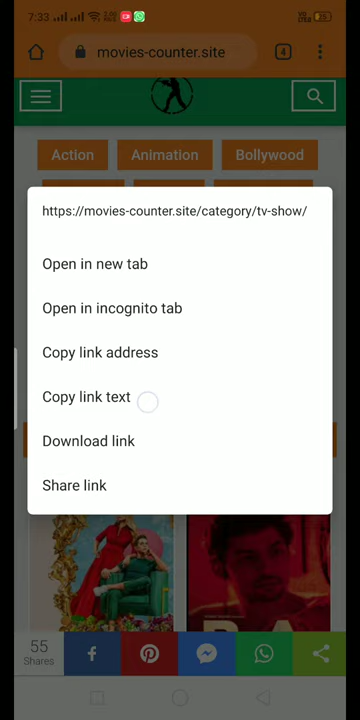 7:33
movies-counter.site
4
Action
Animation
Bollywood
https://movies-counter.site/category/tv-show/
Open in new tab
Open in incognito tab
Copy link address
Copy link text
Download link
Share link
55
Shares